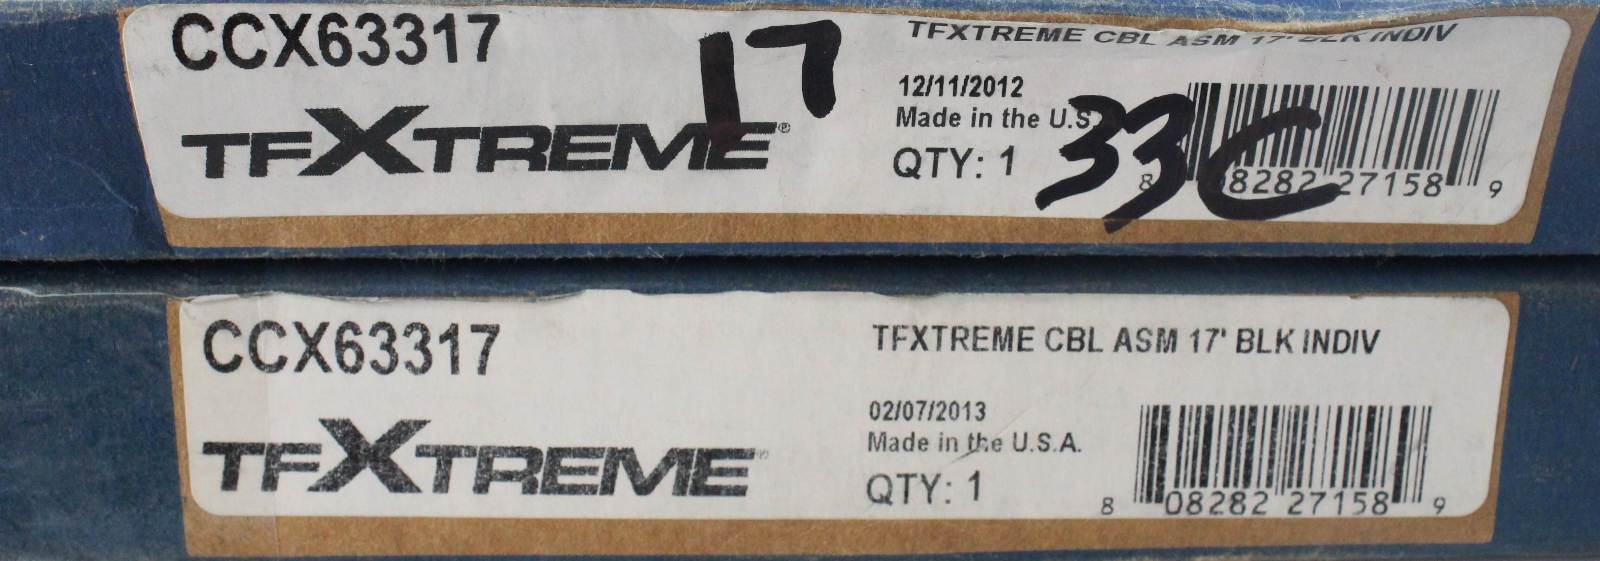 CCX63317
17
TFXTREME CBL ASM 17' BLK INDIV
TFXTREME®
12/11/2012
Made in the U.S
QTY: 1
33C
8 08282 27158 9
CCX63317
TFXTREME CBL ASM 17' BLK INDIV
TFXTREME®
02/07/2013
Made in the U.S.A.
QTY: 1
8 08282 27158 9